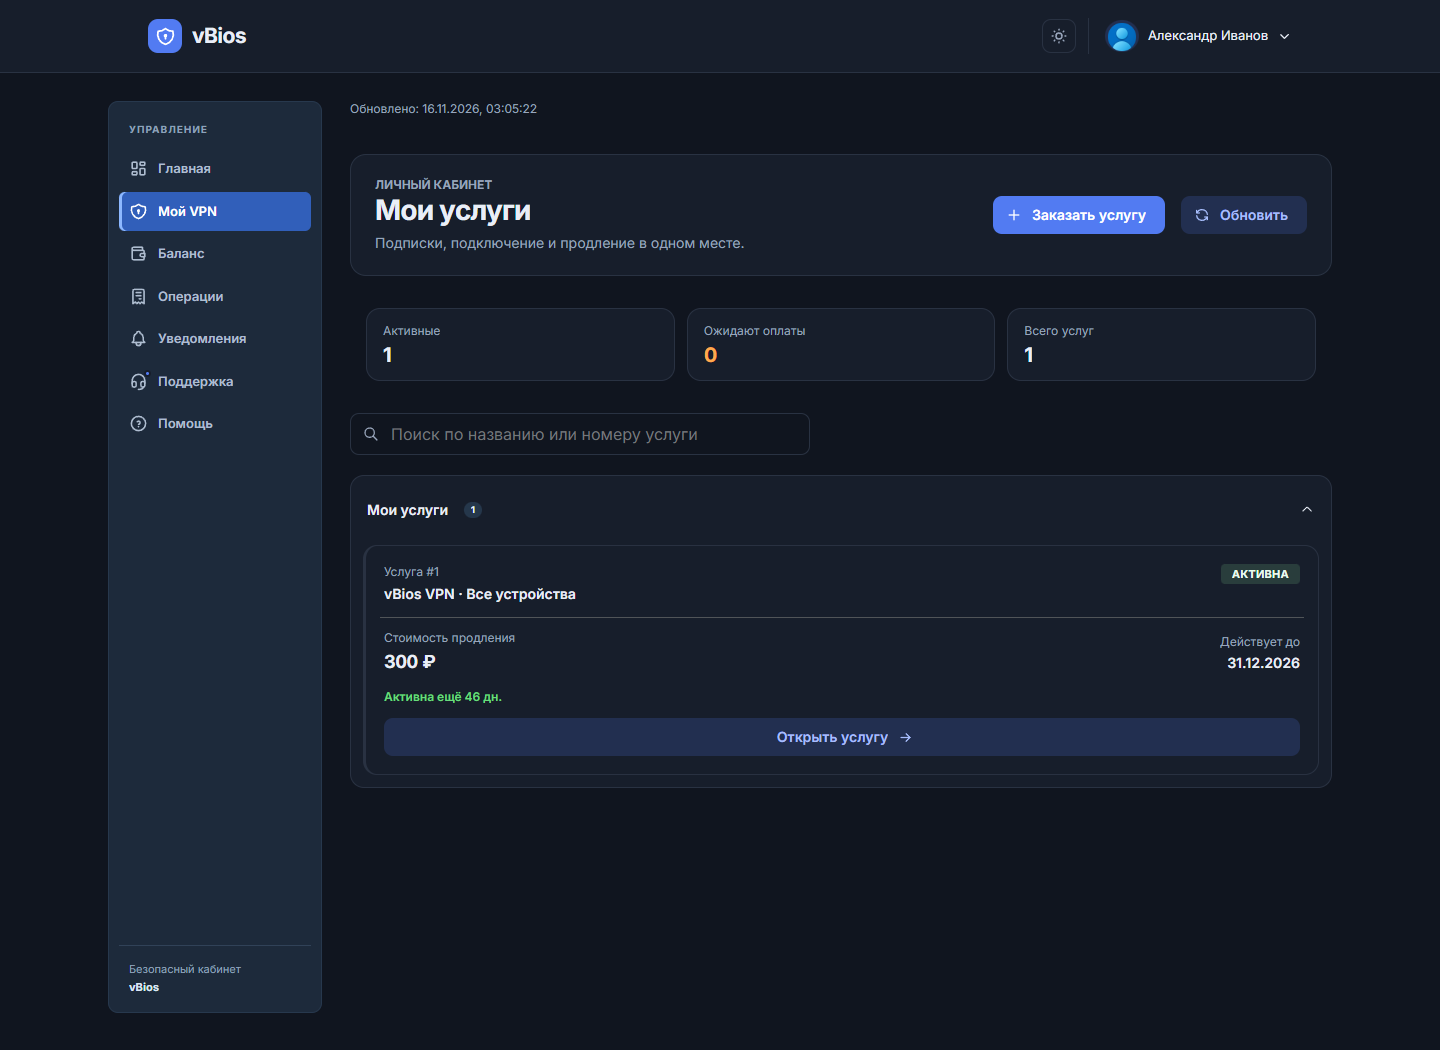 vBios
Александр Иванов
УПРАВЛЕНИЕ
Главная
Мой VPN
Баланс
Операции
Уведомления
Поддержка
Помощь
Безопасный кабинет
vBios
Обновлено: 16.11.2026, 03:05:22
ЛИЧНЫЙ КАБИНЕТ
Мои услуги
Подписки, подключение и продление в одном месте.
Заказать услугу
Обновить
Активные
1
Ожидают оплаты
0
Всего услуг
1
Поиск по названию или номеру услуги
Мои услуги 1
Услуга #1
АКТИВНА
vBios VPN · Все устройства
Стоимость продления
300 ₽
Действует до
31.12.2026
Активна ещё 46 дн.
Открыть услугу →